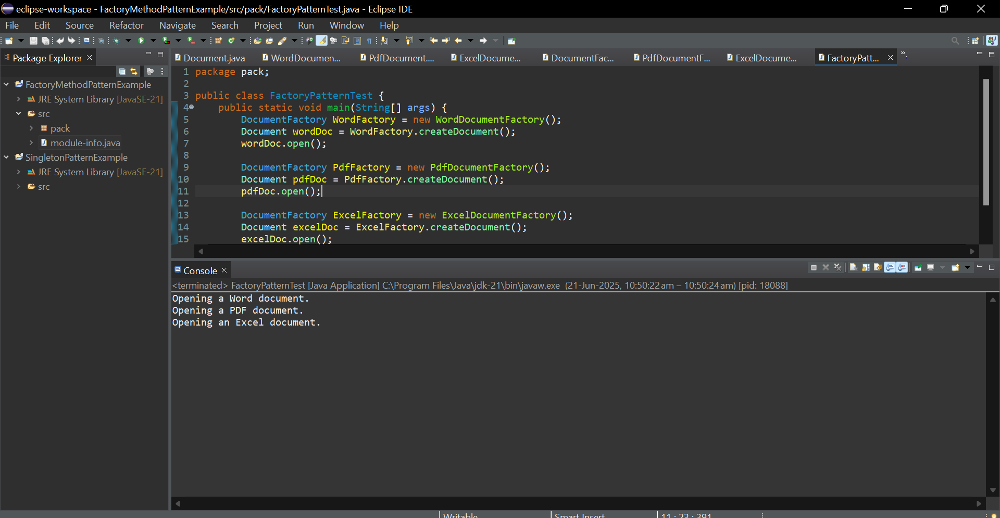 eclipse-workspace - FactoryMethodPatternExample/src/pack/FactoryPatternTest.java - Eclipse IDE
File Edit Source Refactor Navigate Search Project Run Window Help
Package Explorer
FactoryMethodPatternExample
JRE System Library [JavaSE-21]
src
pack
module-info.java
SingletonPatternExample
JRE System Library [JavaSE-21]
src
Document.java WordDocumen... PdfDocument.... ExcelDocume... DocumentFac... PdfDocumentF... ExcelDocume... FactoryPatt... »1
1 package pack;
2
3 public class FactoryPatternTest {
4 public static void main(String[] args) {
5 DocumentFactory WordFactory = new WordDocumentFactory();
6 Document wordDoc = WordFactory.createDocument();
7 wordDoc.open();
8
9 DocumentFactory PdfFactory = new PdfDocumentFactory();
10 Document pdfDoc = PdfFactory.createDocument();
11 pdfDoc.open();
12
13 DocumentFactory ExcelFactory = new ExcelDocumentFactory();
14 Document excelDoc = ExcelFactory.createDocument();
15 excelDoc.open();
Console
<terminated> FactoryPatternTest [Java Application] C:\Program Files\Java\jdk-21\bin\javaw.exe (21-Jun-2025, 10:50:22 am – 10:50:24 am) [pid: 18088]
Opening a Word document.
Opening a PDF document.
Opening an Excel document.
Writable Smart Insert 11 : 23 : 391